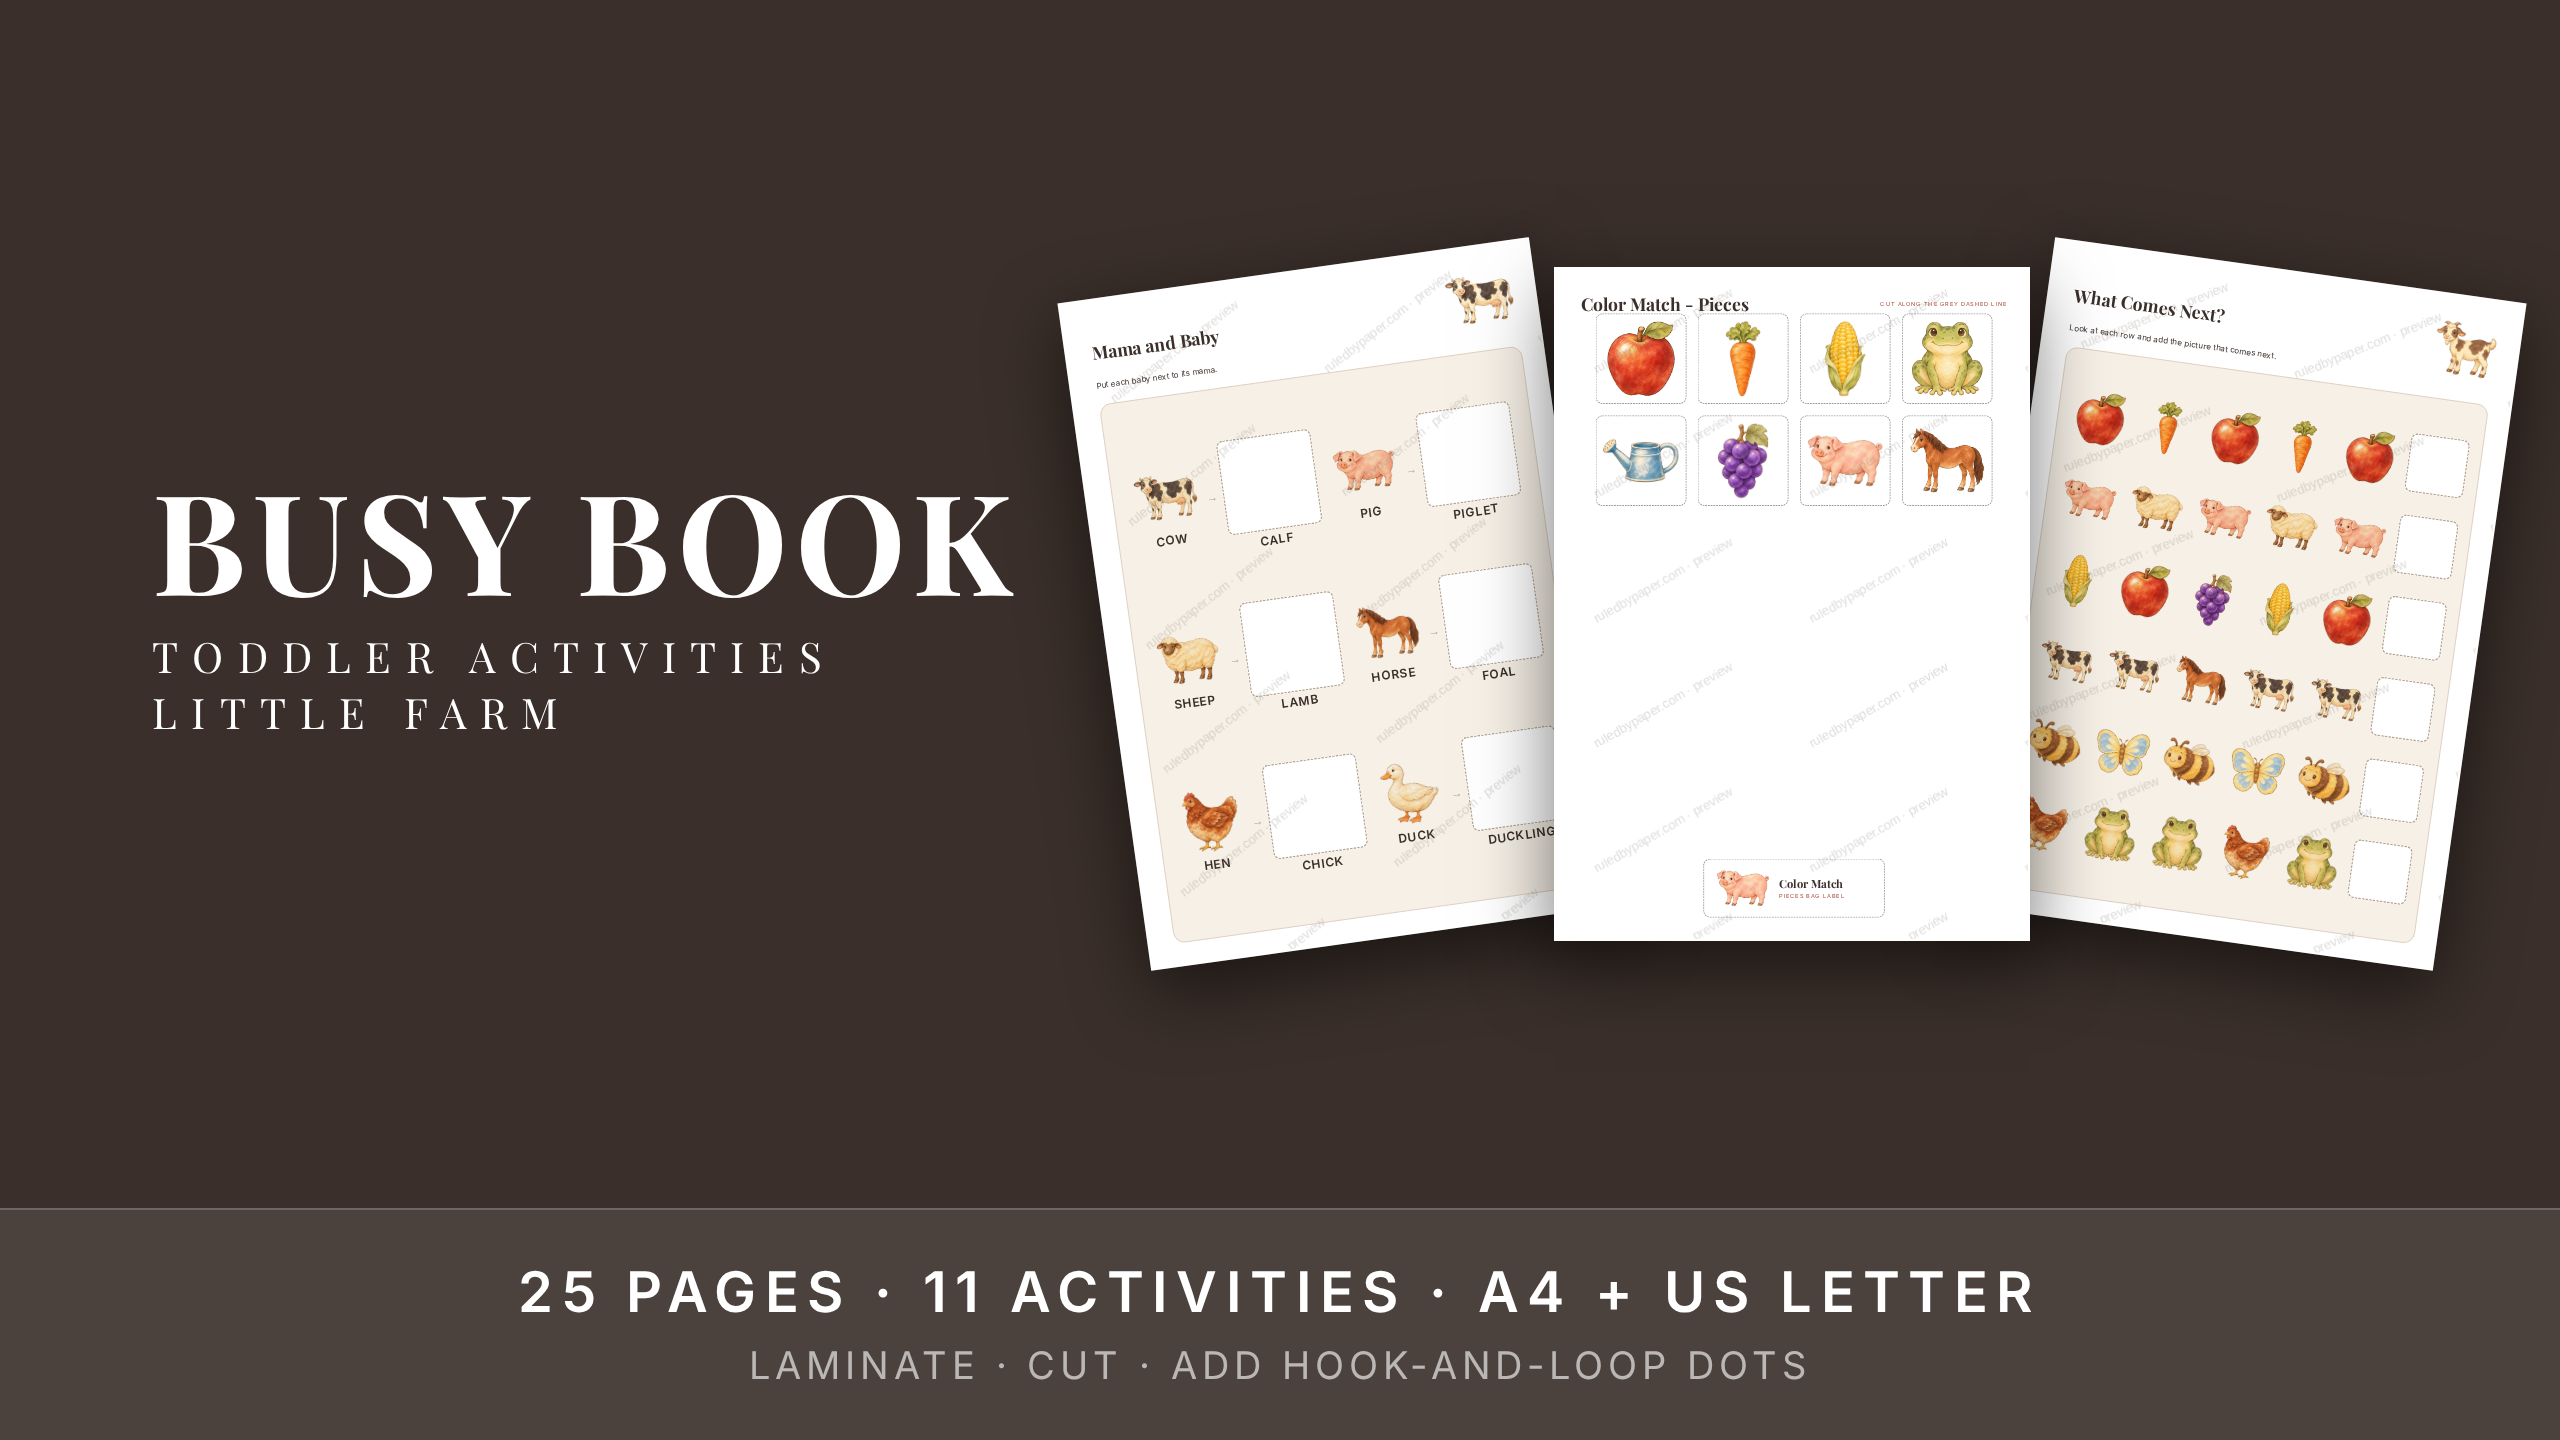 BUSY BOOK
TODDLER ACTIVITIES
LITTLE FARM
Mama and Baby
Put each baby next to its mama.
COW
CALF
PIG
PIGLET
SHEEP
LAMB
HORSE
FOAL
HEN
CHICK
DUCK
DUCKLING
Color Match - Pieces
CUT ALONG THE GREY DASHED LINE
Color Match
PIECES BAG LABEL
What Comes Next?
Look at each row and add the picture that comes next.
ruledbypaper.com · preview
25 PAGES · 11 ACTIVITIES · A4 + US LETTER
LAMINATE · CUT · ADD HOOK-AND-LOOP DOTS